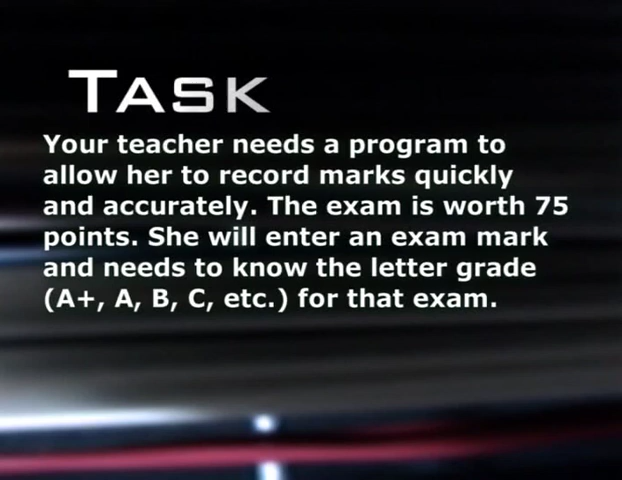 TASK
Your teacher needs a program to
allow her to record marks quickly
and accurately. The exam is worth 75
points. She will enter an exam mark
and needs to know the letter grade
(A+, A, B, C, etc.) for that exam.